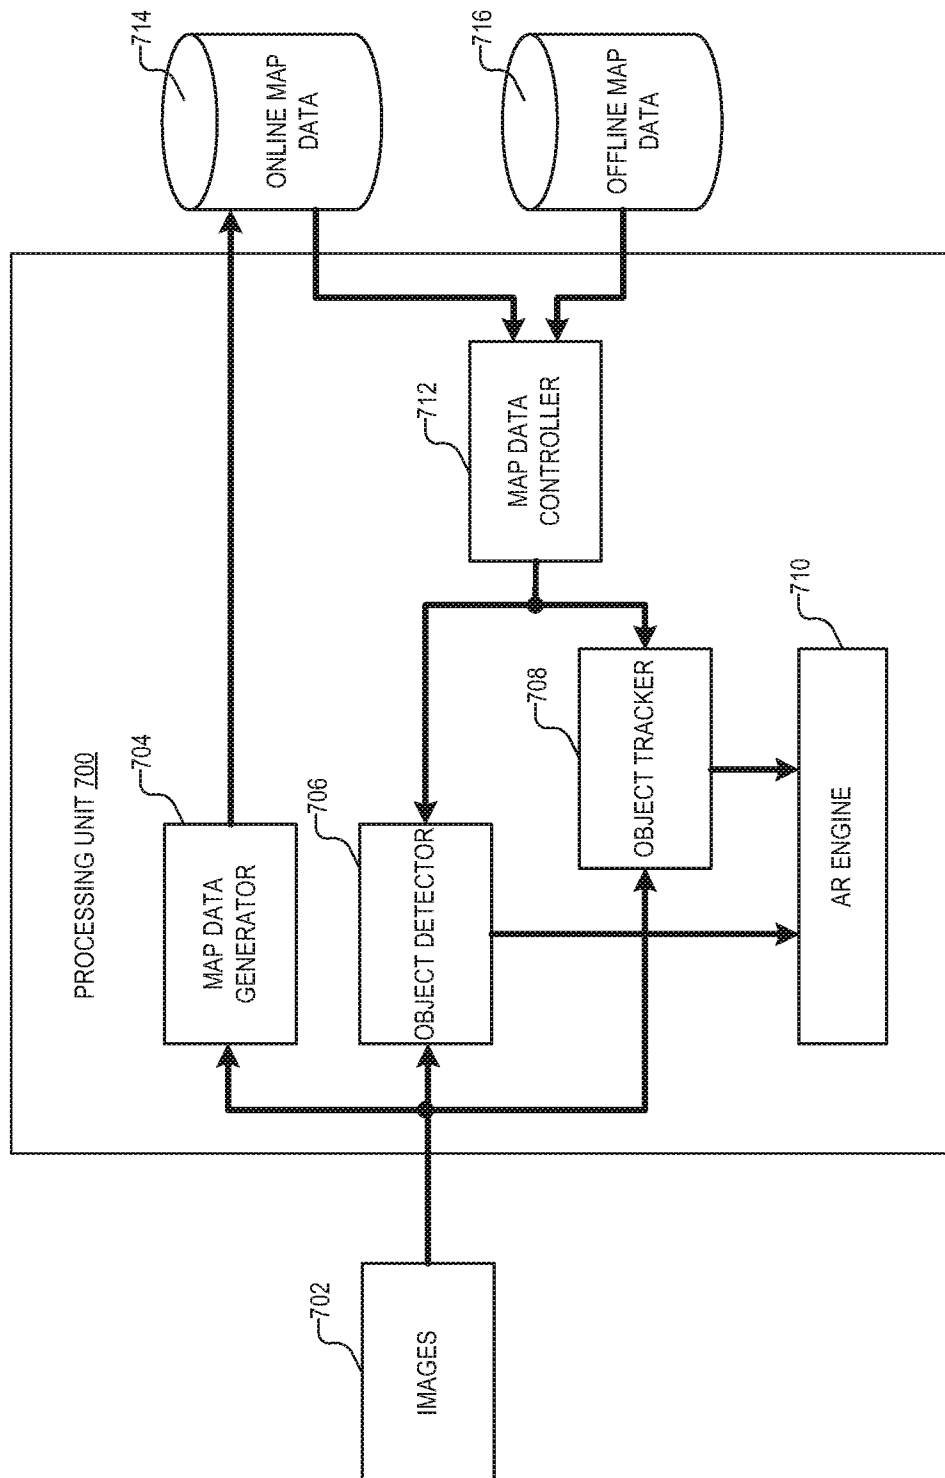 PROCESSING UNIT 700
702
IMAGES
704
MAP DATA
GENERATOR
706
OBJECT DETECTOR
708
OBJECT TRACKER
710
AR ENGINE
712
MAP DATA
CONTROLLER
714
ONLINE MAP
DATA
716
OFFLINE MAP
DATA